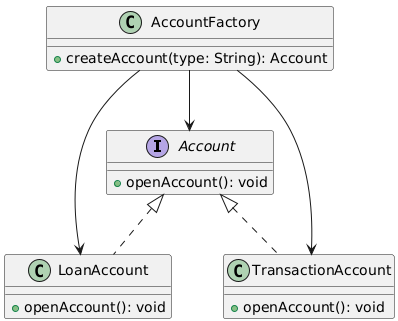 C AccountFactory
createAccount(type: String): Account
I Account
openAccount(): void
C LoanAccount
openAccount(): void
C TransactionAccount
openAccount(): void